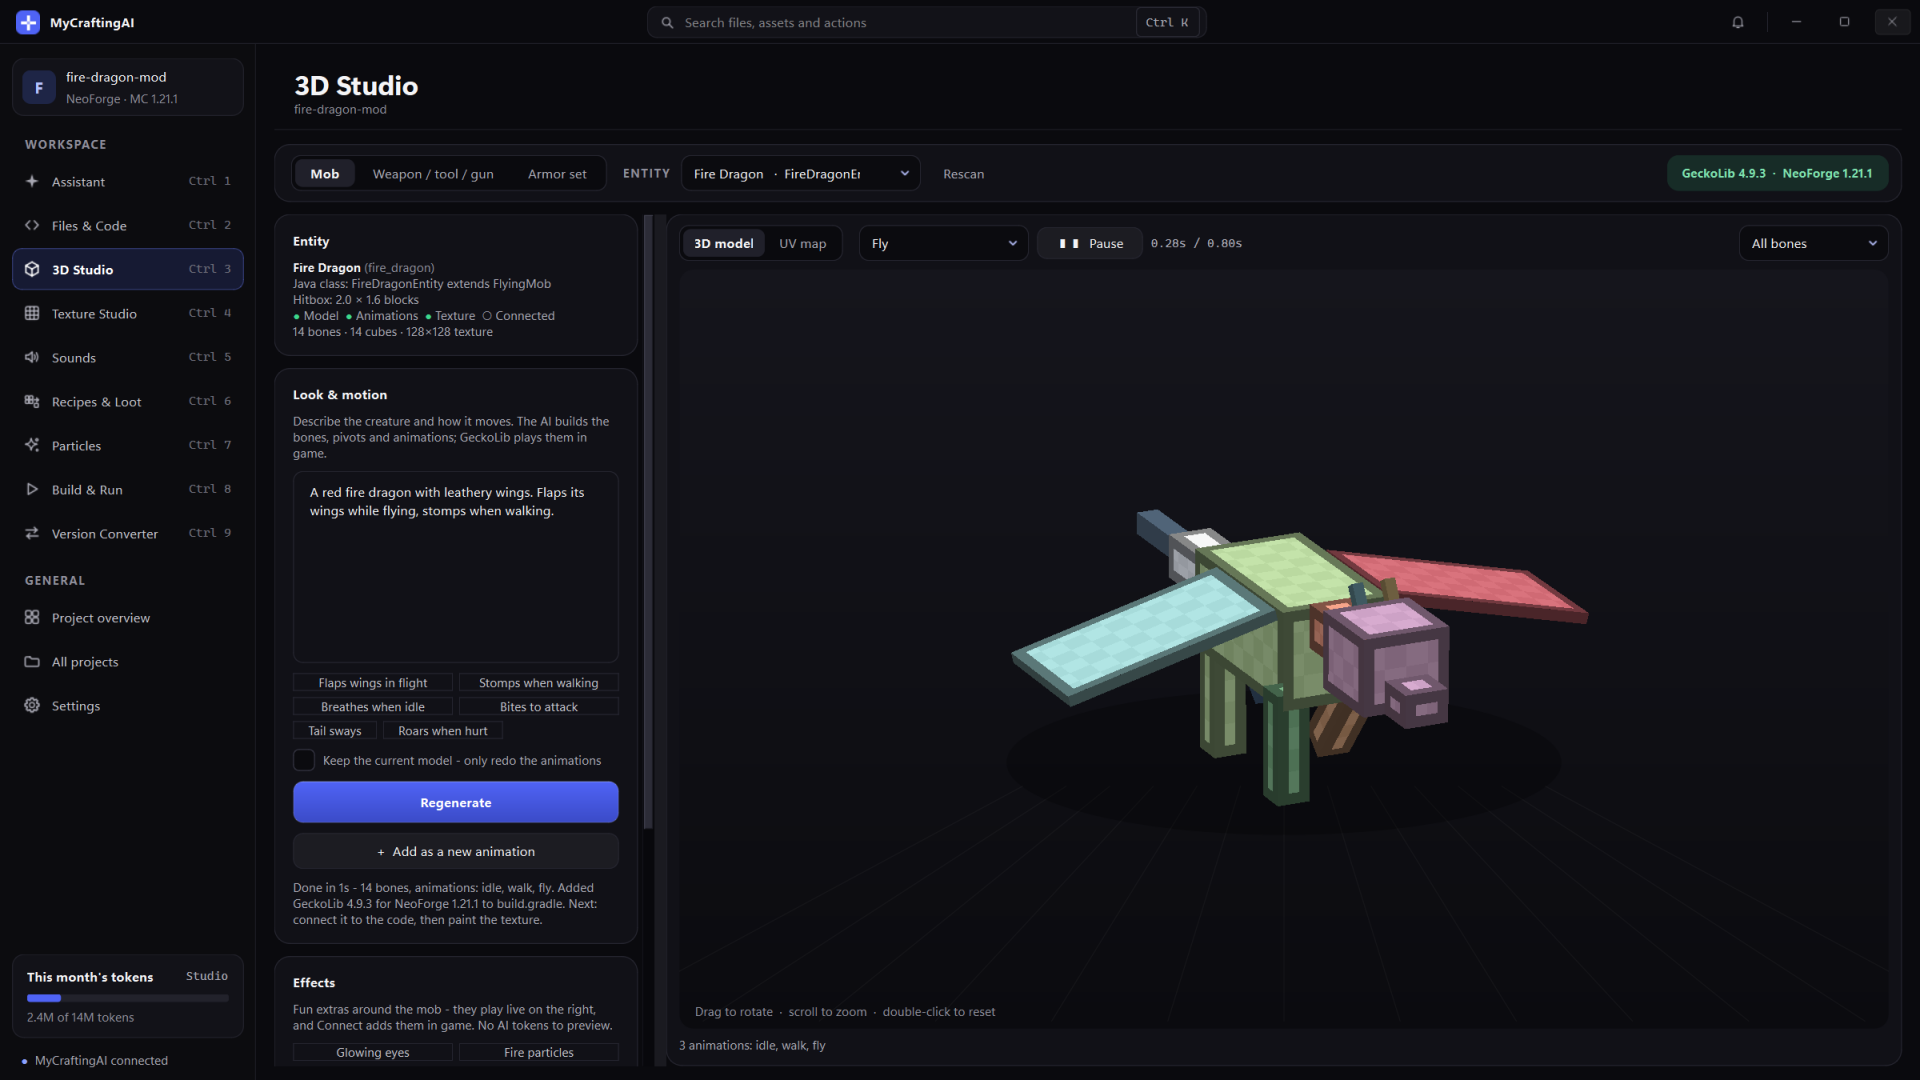 MyCraftingAI
Search files, assets and actions
Ctrl K
F
fire-dragon-mod
NeoForge · MC 1.21.1
WORKSPACE
Assistant Ctrl 1
Files & Code Ctrl 2
3D Studio Ctrl 3
Texture Studio Ctrl 4
Sounds Ctrl 5
Recipes & Loot Ctrl 6
Particles Ctrl 7
Build & Run Ctrl 8
Version Converter Ctrl 9
GENERAL
Project overview
All projects
Settings
This month's tokens Studio
2.4M of 14M tokens
MyCraftingAI connected
3D Studio
fire-dragon-mod
Mob Weapon / tool / gun Armor set
ENTITY Fire Dragon · FireDragonEr
Rescan
GeckoLib 4.9.3 · NeoForge 1.21.1
Entity
Fire Dragon (fire_dragon)
Java class: FireDragonEntity extends FlyingMob
Hitbox: 2.0 × 1.6 blocks
● Model ● Animations ● Texture ○ Connected
14 bones · 14 cubes · 128×128 texture
Look & motion
Describe the creature and how it moves. The AI builds the
bones, pivots and animations; GeckoLib plays them in
game.
A red fire dragon with leathery wings. Flaps its
wings while flying, stomps when walking.
Flaps wings in flight Stomps when walking
Breathes when idle Bites to attack
Tail sways Roars when hurt
Keep the current model - only redo the animations
Regenerate
+ Add as a new animation
Done in 1s - 14 bones, animations: idle, walk, fly. Added
GeckoLib 4.9.3 for NeoForge 1.21.1 to build.gradle. Next:
connect it to the code, then paint the texture.
Effects
Fun extras around the mob - they play live on the right,
and Connect adds them in game. No AI tokens to preview.
Glowing eyes Fire particles
3D model UV map
Fly
Pause
0.28s / 0.80s
All bones
Drag to rotate · scroll to zoom · double-click to reset
3 animations: idle, walk, fly